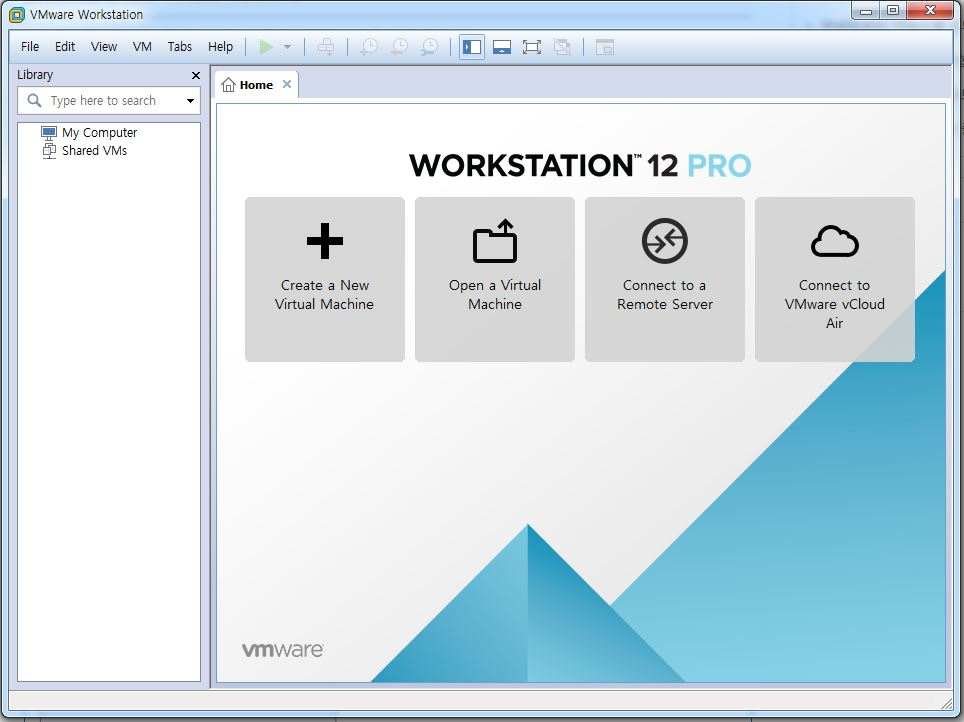 VMware Workstation
File Edit View VM Tabs Help
Library
Type here to search
My Computer
Shared VMs
Home
WORKSTATION™ 12 PRO
Create a New
Virtual Machine
Open a Virtual
Machine
Connect to a
Remote Server
Connect to
VMware vCloud
Air
vmware